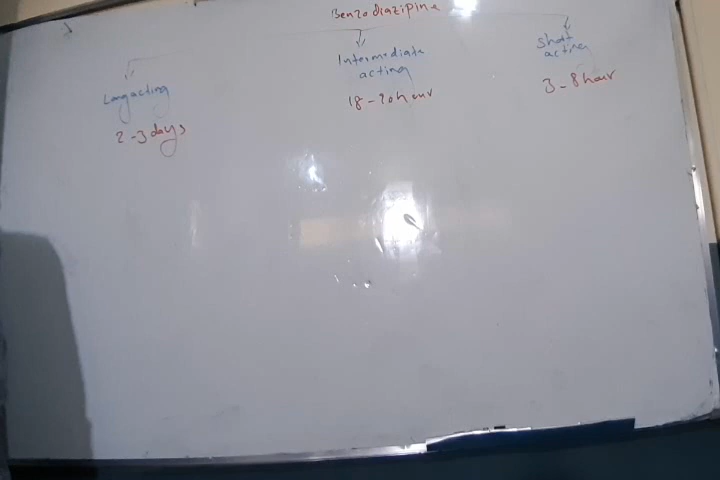 Benzodiazipine
Long acting
2-3 days
Intermediate
acting
18-20 hour
Short
acting
3-8 hour